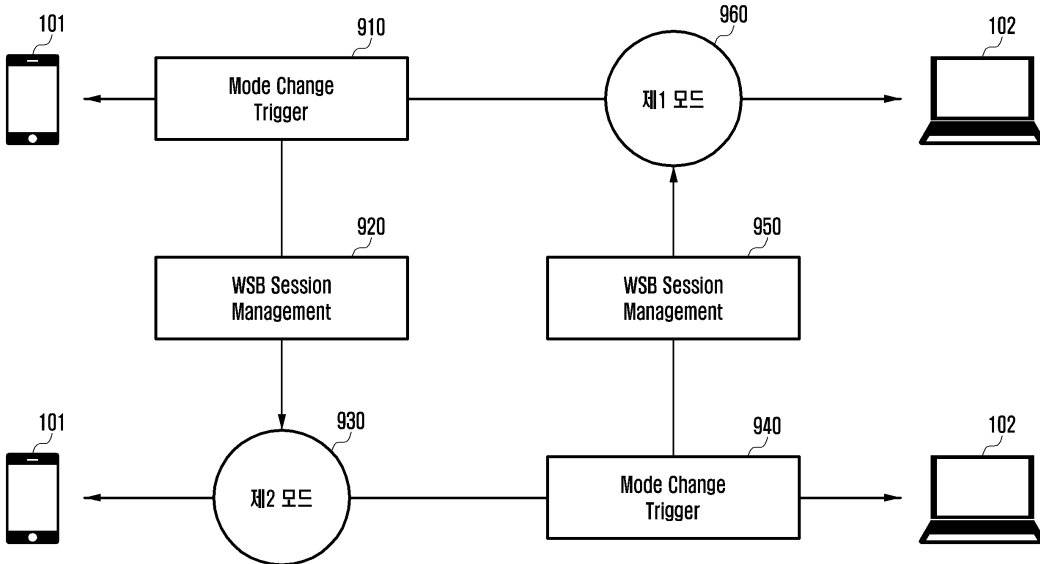 101
910
960
102
Mode Change
Trigger
제1 모드
920
950
WSB Session
Management
WSB Session
Management
101
930
940
102
제2 모드
Mode Change
Trigger